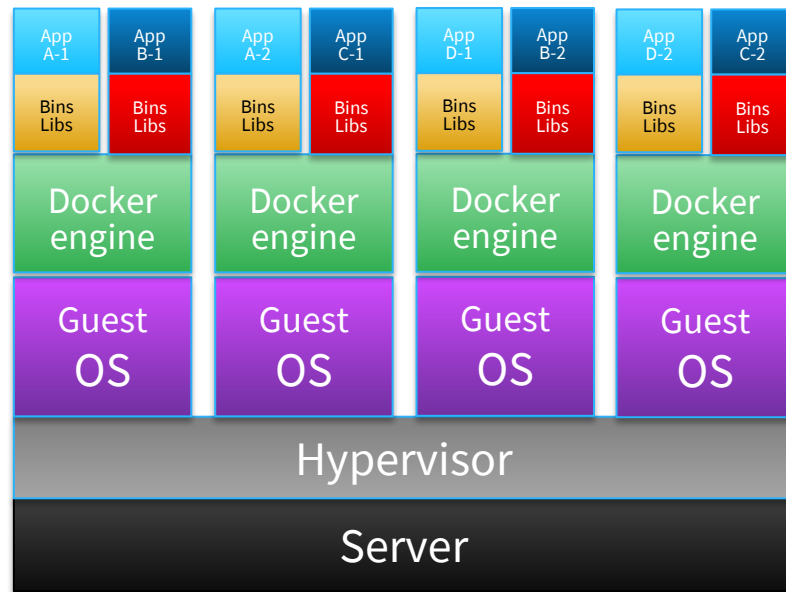 App
A-1
App
B-1
App
A-2
App
C-1
App
D-1
App
B-2
App
D-2
App
C-2
Bins
Libs
Bins
Libs
Bins
Libs
Bins
Libs
Bins
Libs
Bins
Libs
Bins
Libs
Bins
Libs
Docker
engine
Docker
engine
Docker
engine
Docker
engine
Guest
OS
Guest
OS
Guest
OS
Guest
OS
Hypervisor
Server